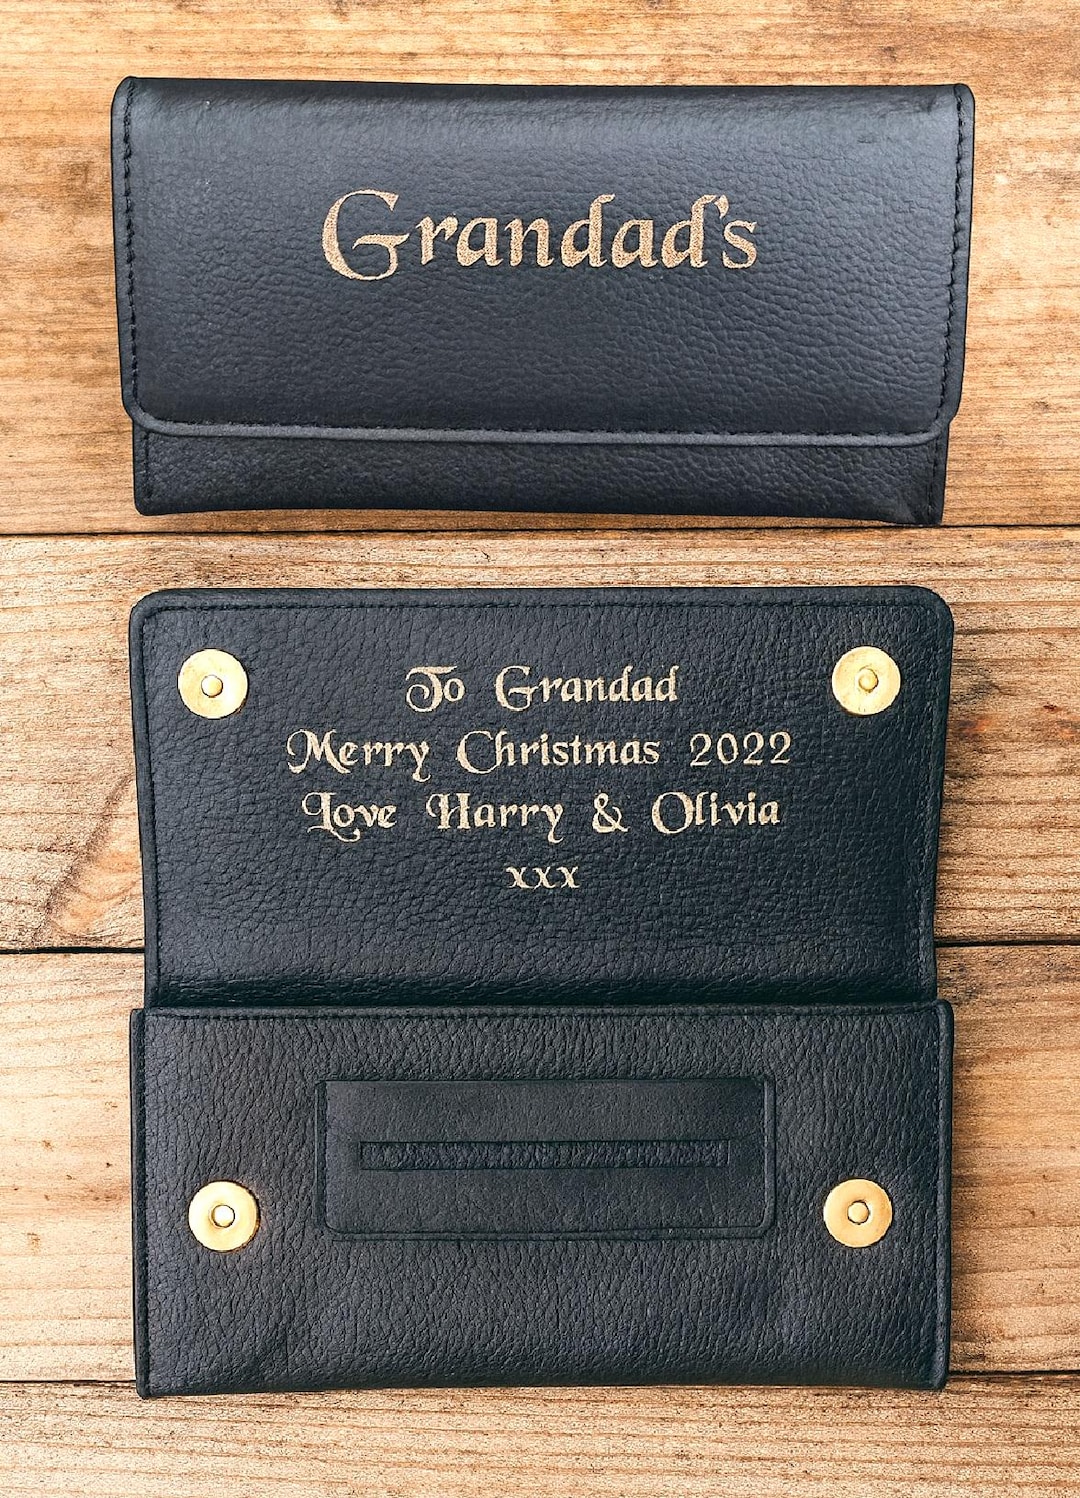 Grandad's
To Grandad
Merry Christmas 2022
Love Harry & Olivia
xxx